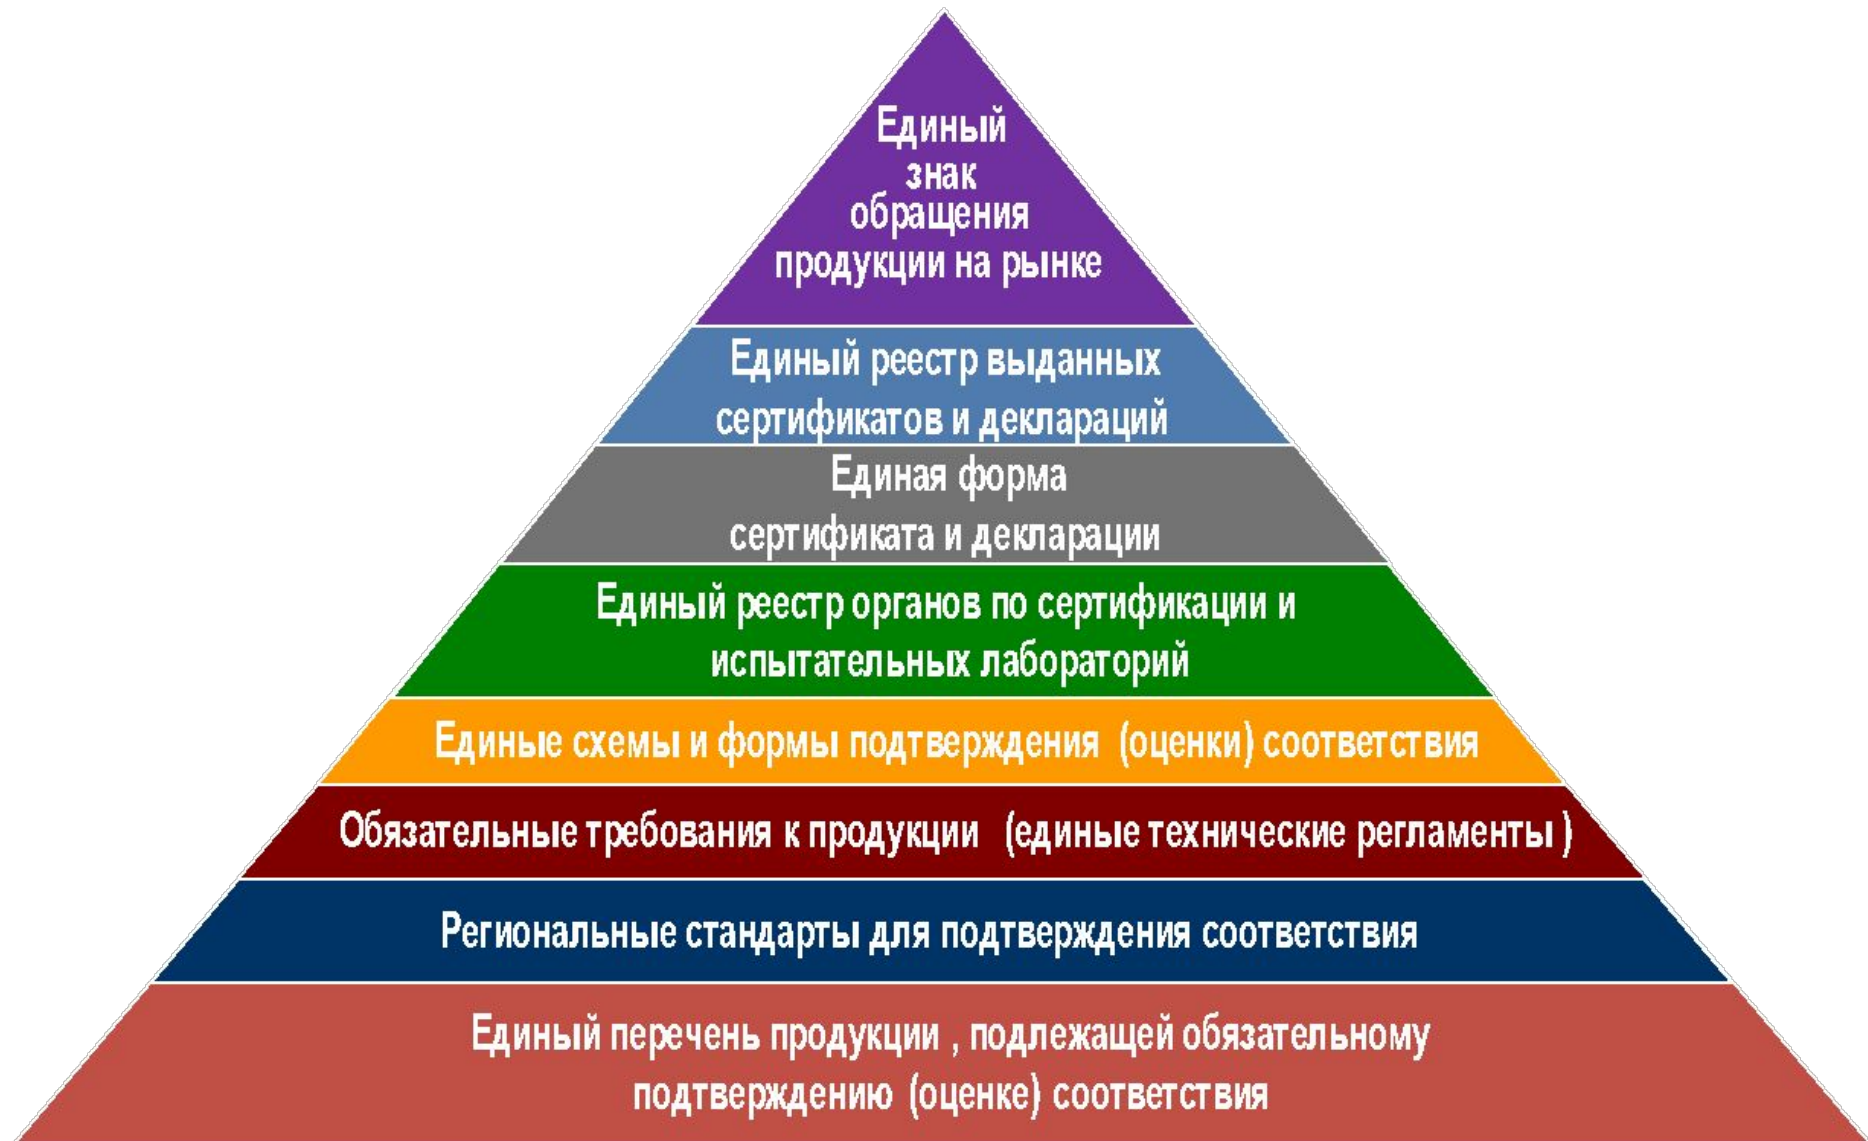 Единый
знак
обращения
продукции на рынке
Единый реестр выданных
сертификатов и деклараций
Единая форма
сертификата и декларации
Единый реестр органов по сертификации и
испытательных лабораторий
Единые схемы и формы подтверждения (оценки) соответствия
Обязательные требования к продукции (единые технические регламенты )
Региональные стандарты для подтверждения соответствия
Единый перечень продукции , подлежащей обязательному
подтверждению (оценке) соответствия